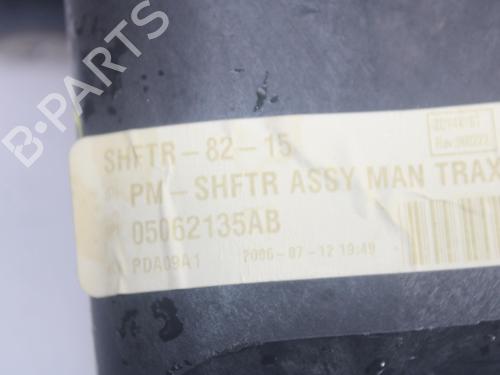 SHFTR-82-15
PM-SHFTR ASSY MAN TRAX
05062135AB
PDA09A1 2006-07-12 19:49
B-PARTS